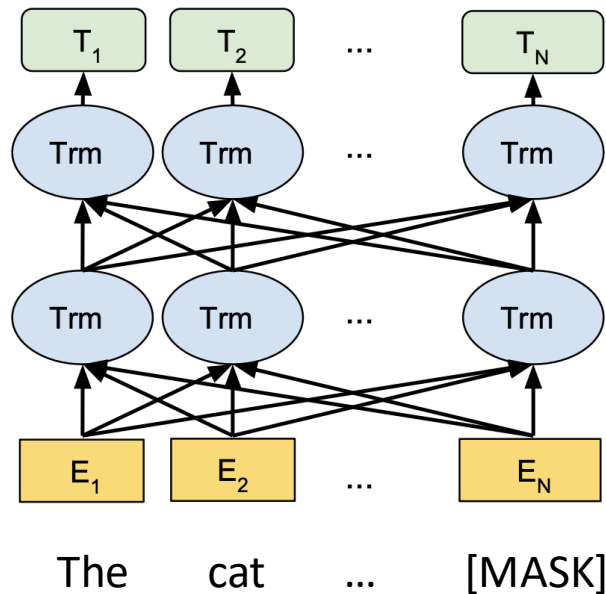 T1 T2 ... TN
Trm Trm ... Trm
Trm Trm ... Trm
E1 E2 ... EN
The cat ... [MASK]